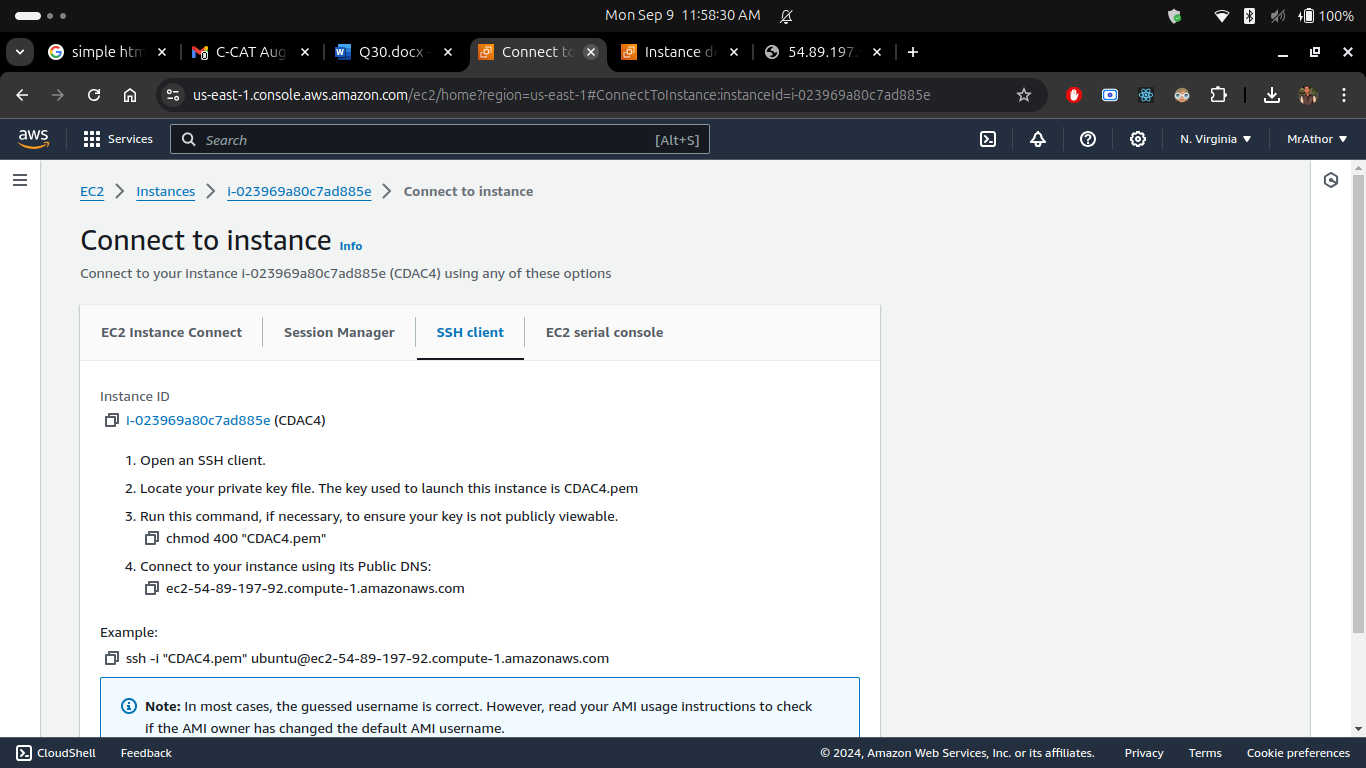 Mon Sep 9 11:58:30 AM
100%
simple htm
C-CAT Aug
Q30.docx -
Connect to
Instance de
54.89.197.
us-east-1.console.aws.amazon.com/ec2/home?region=us-east-1#ConnectToInstance:instanceId=i-023969a80c7ad885e
aws
Services
Search
[Alt+S]
N. Virginia
MrAthor
EC2
Instances
i-023969a80c7ad885e
Connect to instance
Connect to instance Info
Connect to your instance i-023969a80c7ad885e (CDAC4) using any of these options
EC2 Instance Connect
Session Manager
SSH client
EC2 serial console
Instance ID
i-023969a80c7ad885e (CDAC4)
1. Open an SSH client.
2. Locate your private key file. The key used to launch this instance is CDAC4.pem
3. Run this command, if necessary, to ensure your key is not publicly viewable.
chmod 400 "CDAC4.pem"
4. Connect to your instance using its Public DNS:
ec2-54-89-197-92.compute-1.amazonaws.com
Example:
ssh -i "CDAC4.pem" ubuntu@ec2-54-89-197-92.compute-1.amazonaws.com
Note: In most cases, the guessed username is correct. However, read your AMI usage instructions to check
if the AMI owner has changed the default AMI username.
CloudShell
Feedback
© 2024, Amazon Web Services, Inc. or its affiliates.
Privacy
Terms
Cookie preferences